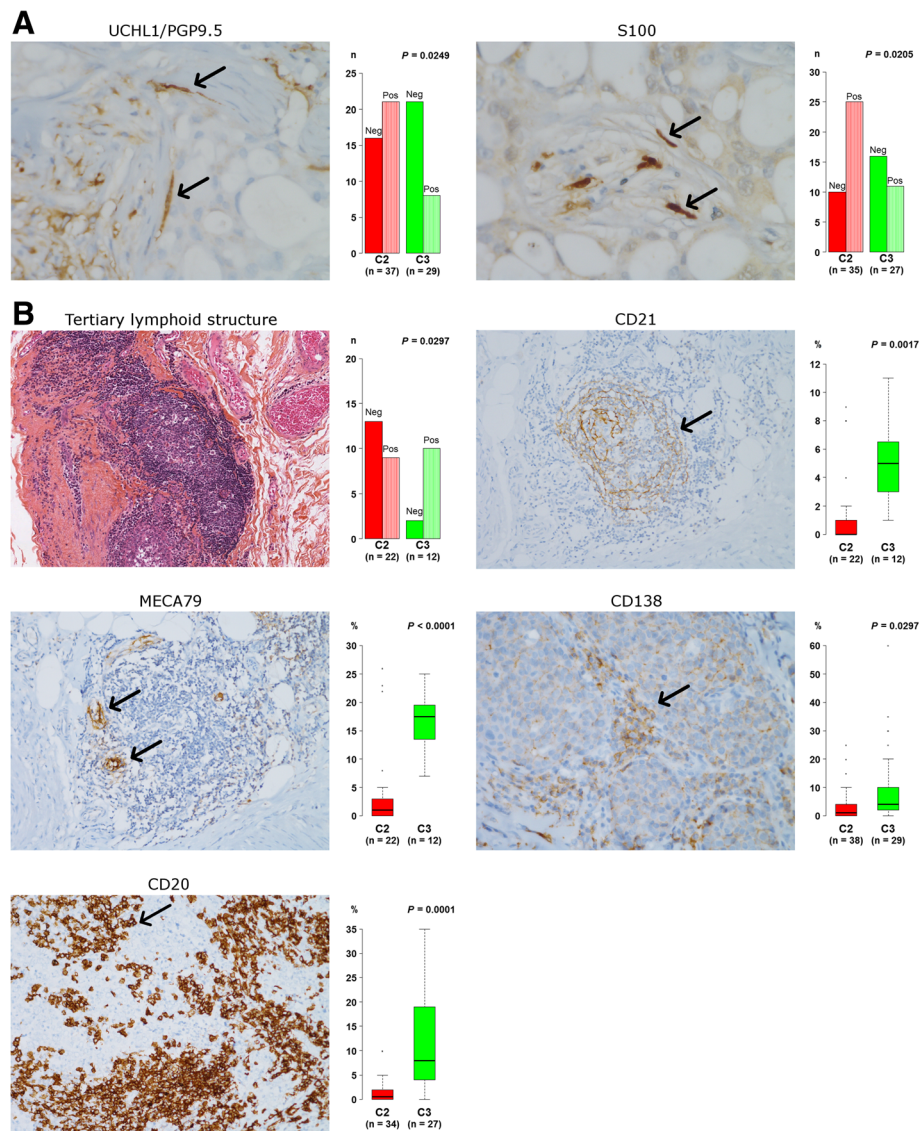 A
UCHL1/PGP9.5
n P = 0.0249
25
20
15
10
5
0
Neg Pos Neg Pos
C2 C3
(n = 37) (n = 29)
S100
n P = 0.0205
30
25
20
15
10
5
0
Neg Pos Neg Pos
C2 C3
(n = 35) (n = 27)
B
Tertiary lymphoid structure
n P = 0.0297
20
15
10
5
0
Neg Pos Neg Pos
C2 C3
(n = 22) (n = 12)
CD21
% P = 0.0017
12
10
8
6
4
2
0
C2 C3
(n = 22) (n = 12)
MECA79
% P < 0.0001
30
25
20
15
10
5
0
C2 C3
(n = 22) (n = 12)
CD138
% P = 0.0297
60
50
40
30
20
10
0
C2 C3
(n = 38) (n = 29)
CD20
% P = 0.0001
35
30
25
20
15
10
5
0
C2 C3
(n = 34) (n = 27)